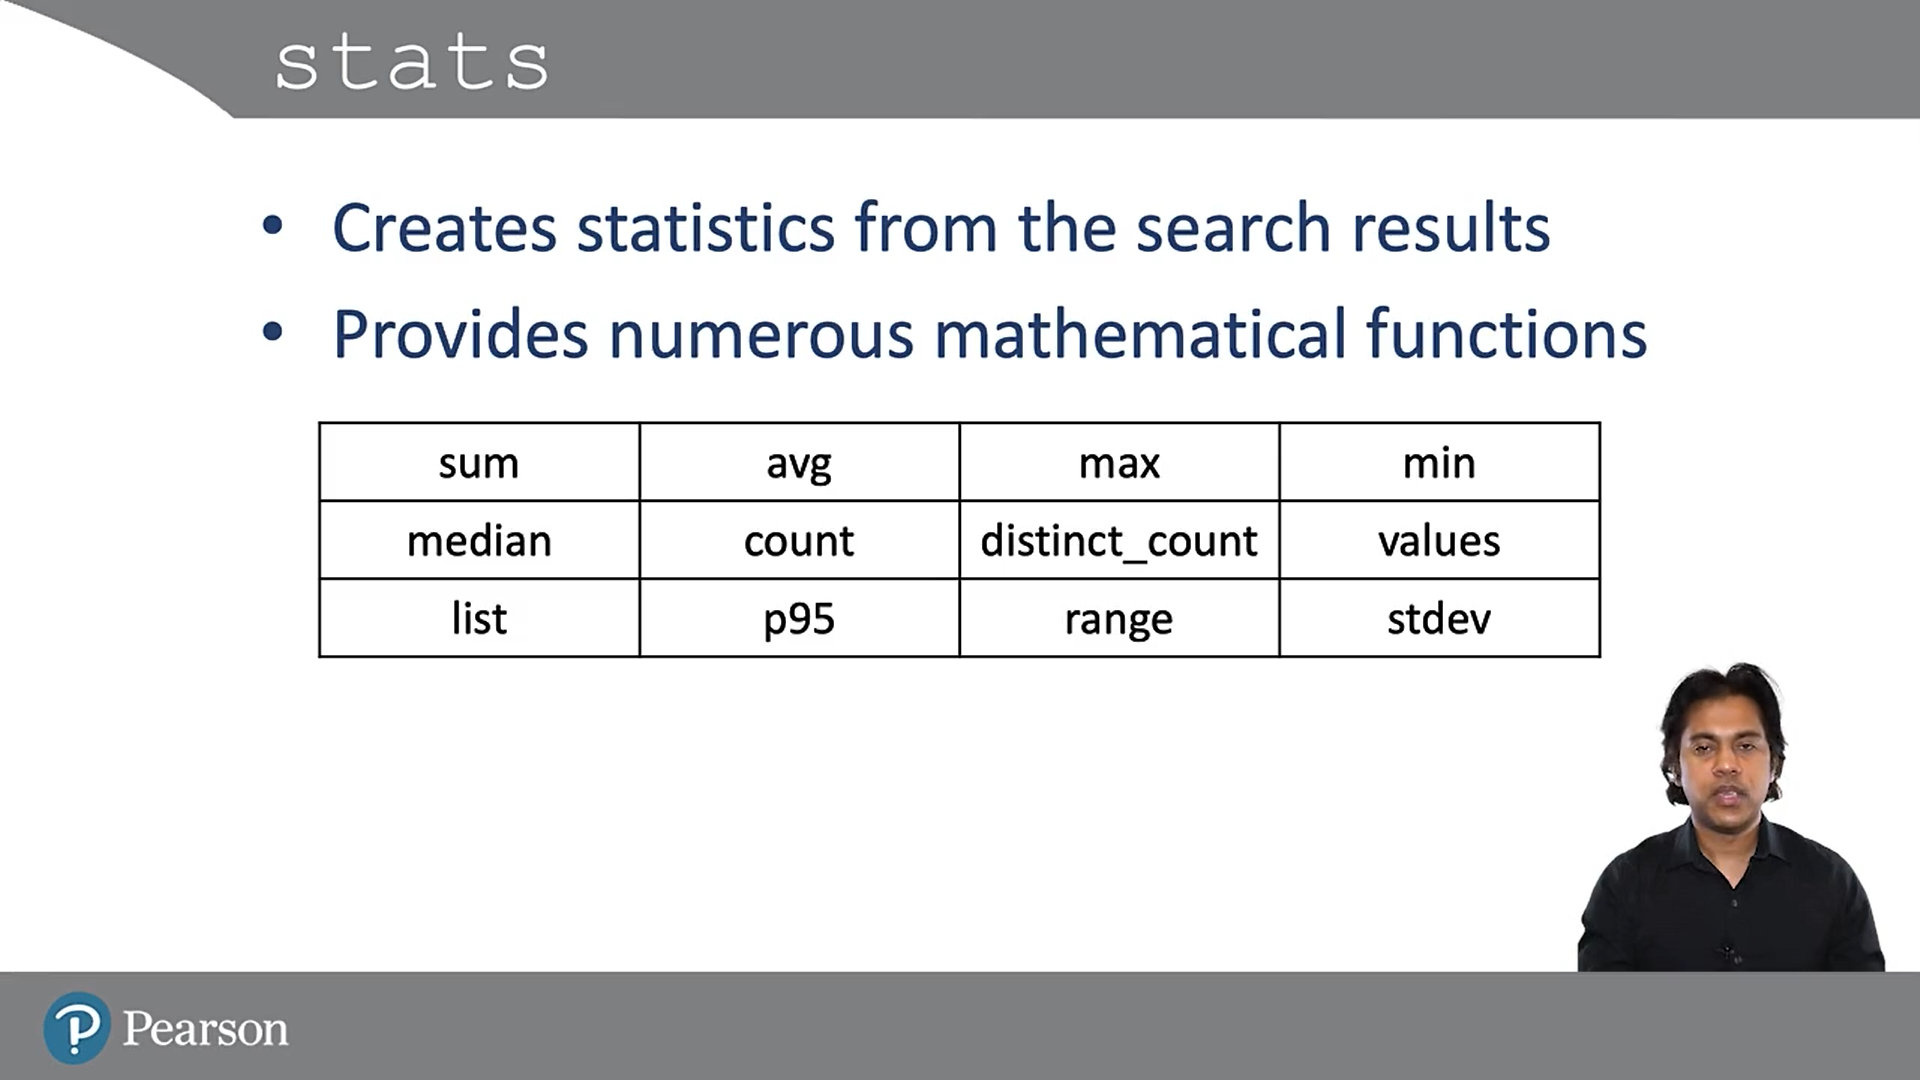 stats
• Creates statistics from the search results
• Provides numerous mathematical functions
sum avg max min
median count distinct_count values
list p95 range stdev
Pearson